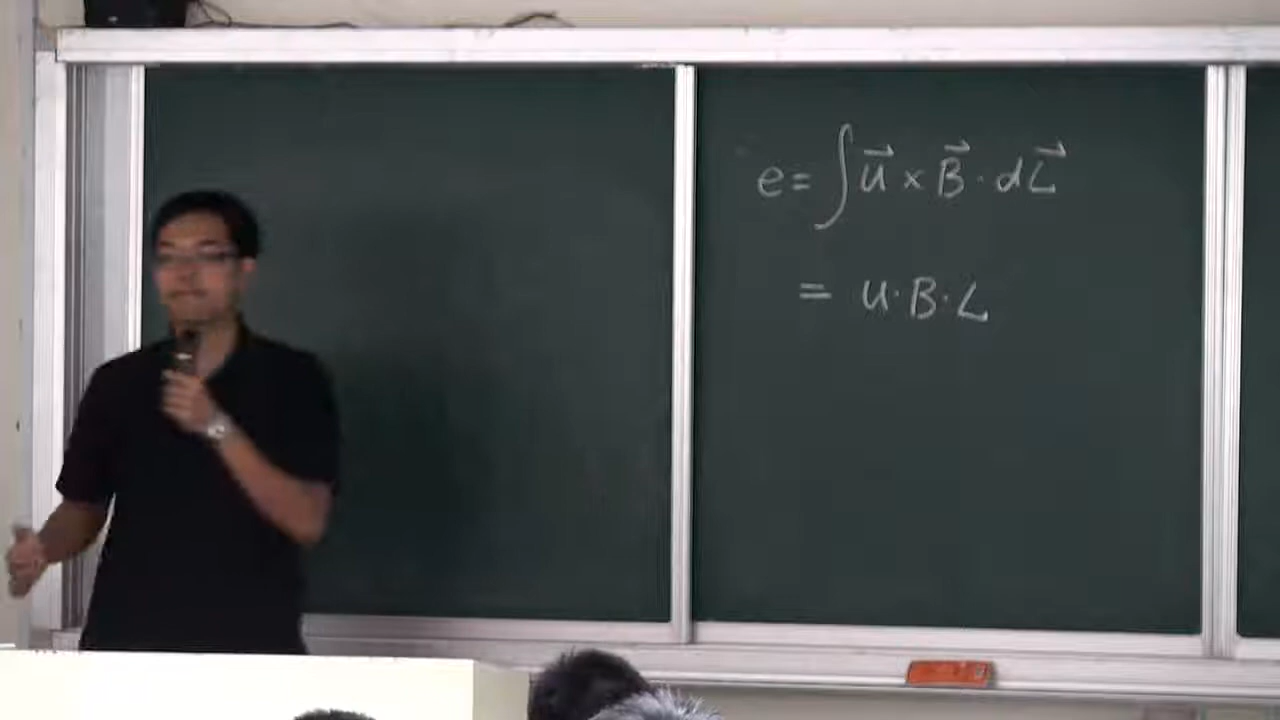 e = ∫ u⃗ × B⃗ · dL⃗
= u · B · L